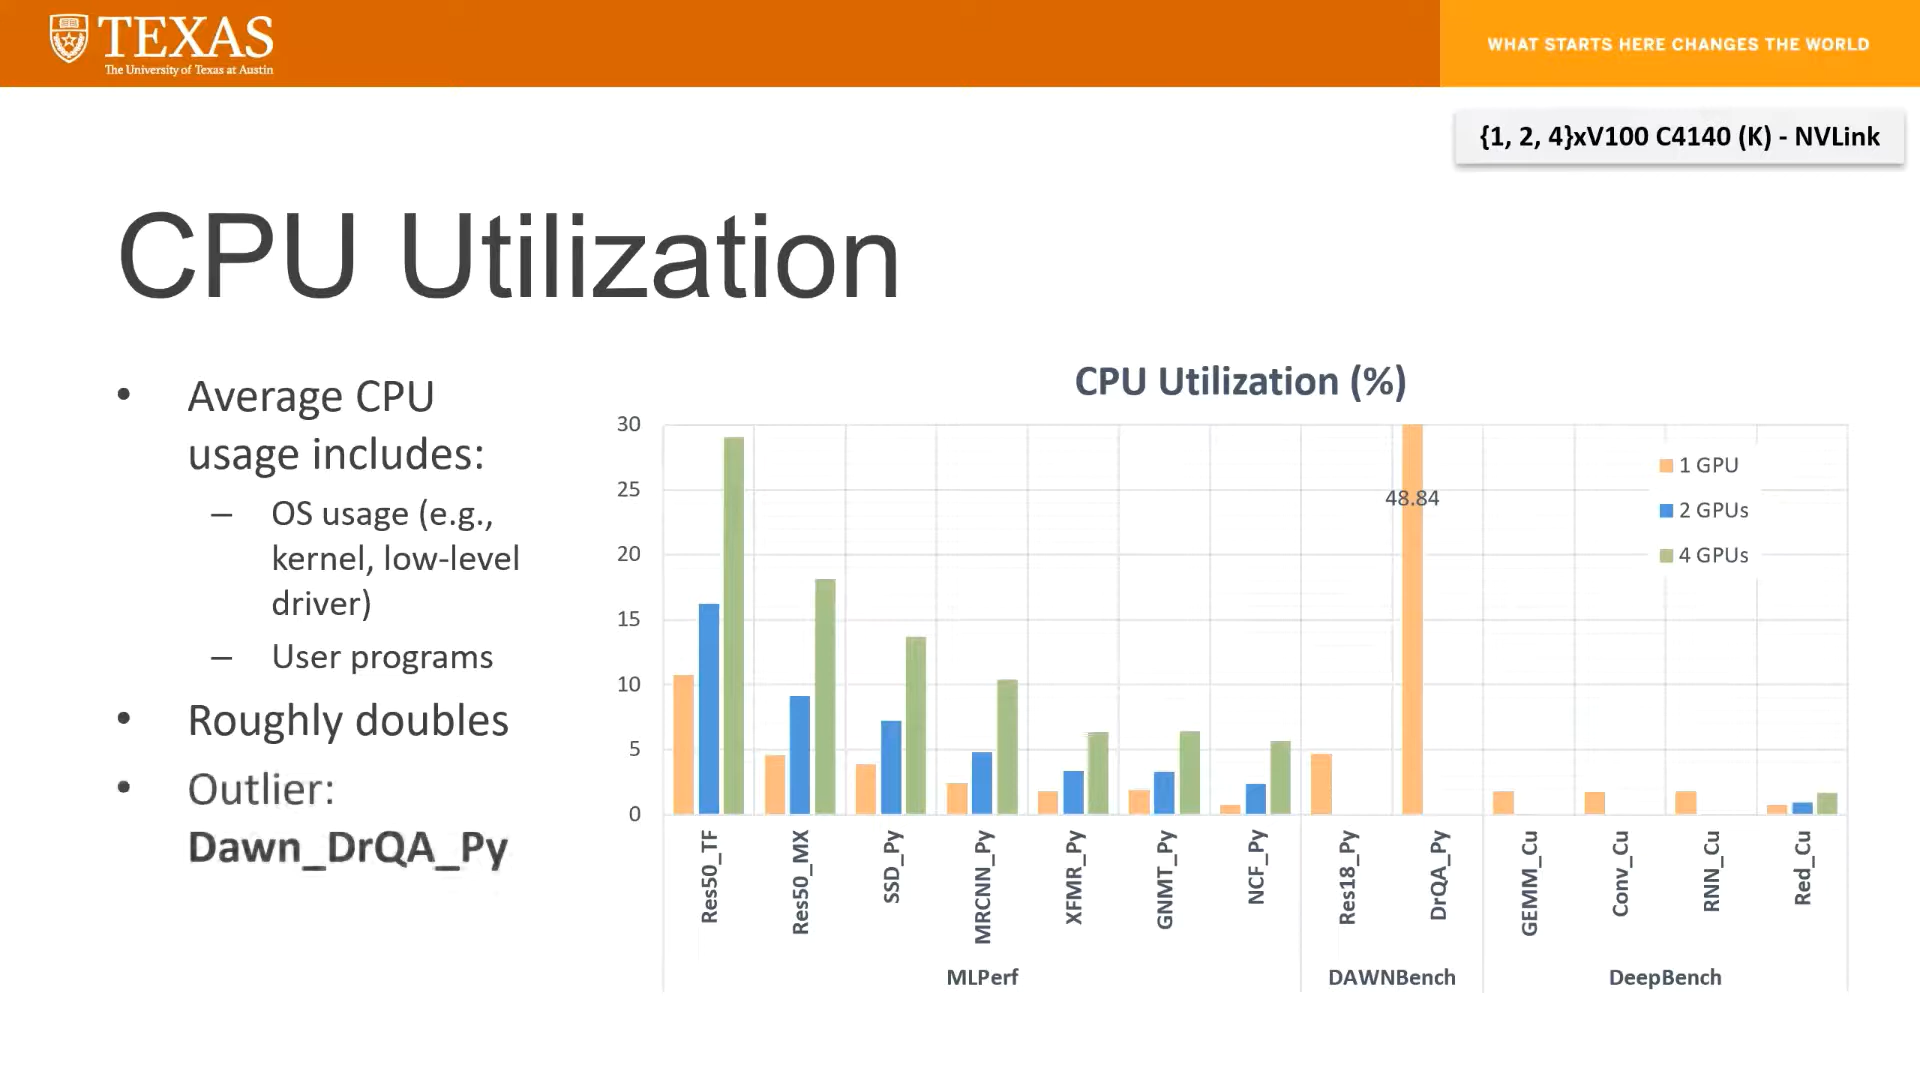 TEXAS
The University of Texas at Austin
WHAT STARTS HERE CHANGES THE WORLD
{1, 2, 4}xV100 C4140 (K) - NVLink
CPU Utilization
• Average CPU
usage includes:
– OS usage (e.g.,
kernel, low-level
driver)
– User programs
• Roughly doubles
• Outlier:
Dawn_DrQA_Py
CPU Utilization (%)
30
25
20
15
10
5
0
48.84
1 GPU
2 GPUs
4 GPUs
Res50_TF
Res50_MX
SSD_Py
MRCNN_Py
XFMR_Py
GNMT_Py
NCF_Py
Res18_Py
DrQA_Py
GEMM_Cu
Conv_Cu
RNN_Cu
Red_Cu
MLPerf
DAWNBench
DeepBench